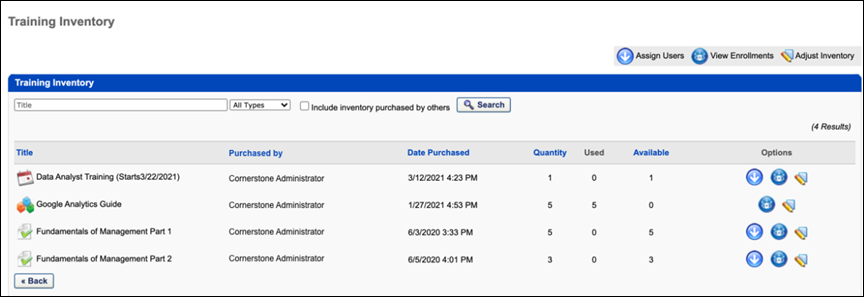 Training Inventory
Assign Users View Enrollments Adjust Inventory
Training Inventory
Title All Types Include inventory purchased by others Search
(4 Results)
Title Purchased by Date Purchased Quantity Used Available Options
Data Analyst Training (Starts3/22/2021) Cornerstone Administrator 3/12/2021 4:23 PM 1 0 1
Google Analytics Guide Cornerstone Administrator 1/27/2021 4:53 PM 5 5 0
Fundamentals of Management Part 1 Cornerstone Administrator 6/3/2020 3:33 PM 5 0 5
Fundamentals of Management Part 2 Cornerstone Administrator 6/5/2020 4:01 PM 3 0 3
« Back